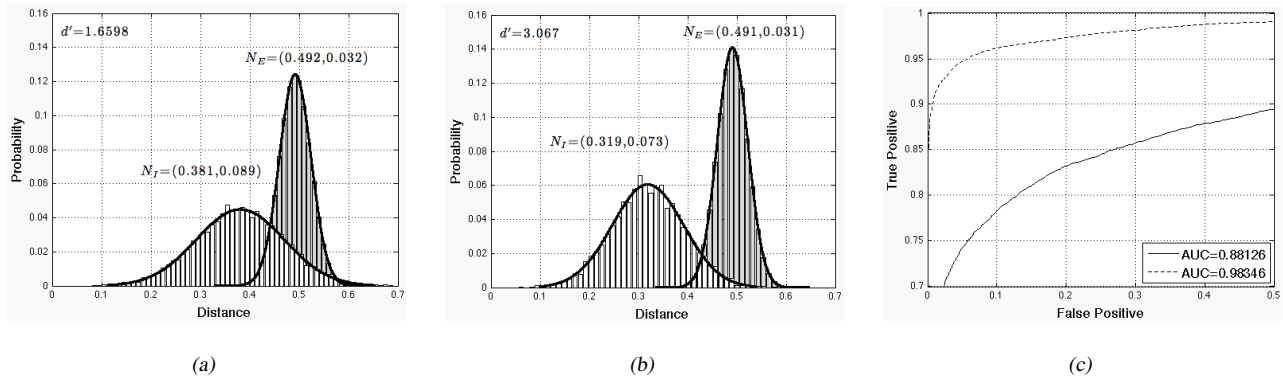 d′=1.6598
N_E=(0.492,0.032)
N_I=(0.381,0.089)
Probability
0.16
0.14
0.12
0.1
0.08
0.06
0.04
0.02
0
0 0.1 0.2 0.3 0.4 0.5 0.6 0.7
Distance
(a)
d′=3.067
N_E=(0.491,0.031)
N_I=(0.319,0.073)
Probability
0.16
0.14
0.12
0.1
0.08
0.06
0.04
0.02
0
0 0.1 0.2 0.3 0.4 0.5 0.6 0.7
Distance
(b)
True Positive
1
0.95
0.9
0.85
0.8
0.75
0.7
AUC=0.88126
AUC=0.98346
0 0.1 0.2 0.3 0.4 0.5
False Positive
(c)